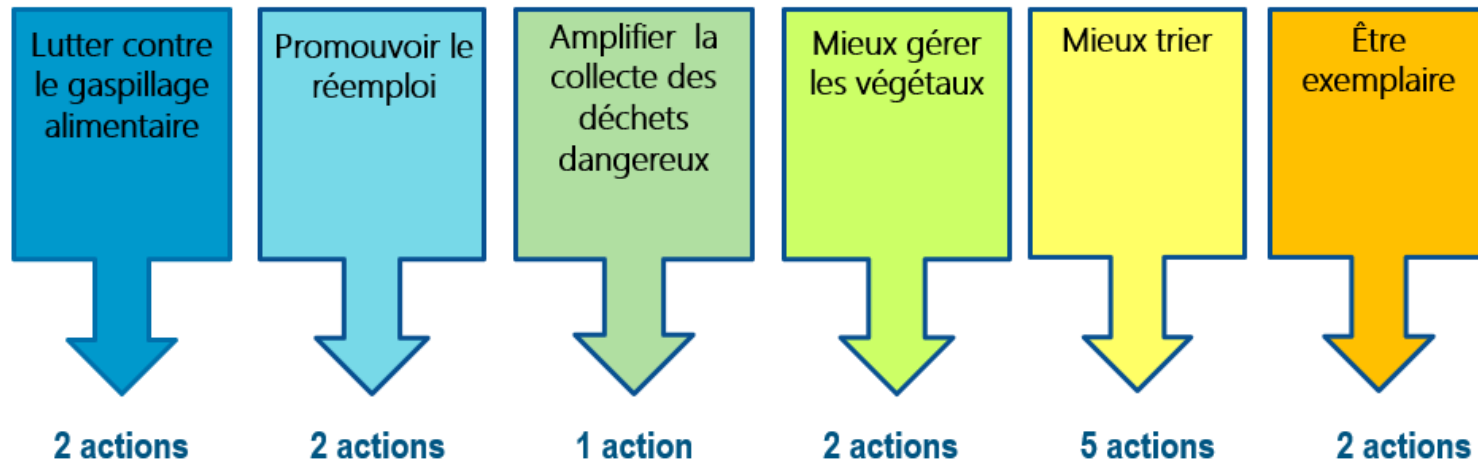 Lutter contre
le gaspillage
alimentaire
Promouvoir le
réemploi
Amplifier la
collecte des
déchets
dangereux
Mieux gérer
les végétaux
Mieux trier
Être
exemplaire
2 actions
2 actions
1 action
2 actions
5 actions
2 actions